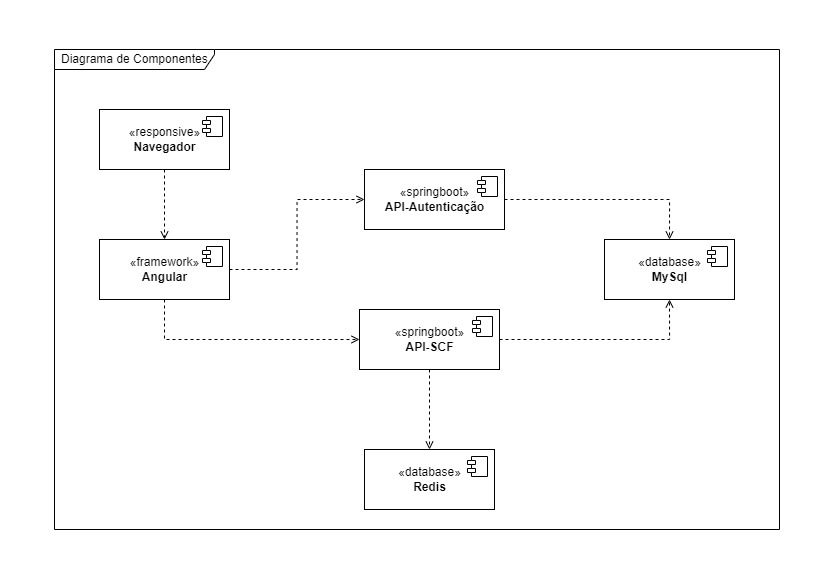 Diagrama de Componentes
«responsive»
Navegador
«springboot»
API-Autenticação
«framework»
Angular
«database»
MySql
«springboot»
API-SCF
«database»
Redis